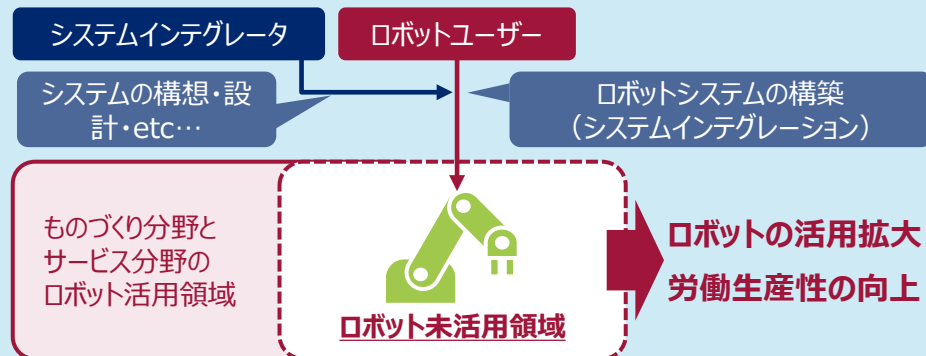 システムインテグレータ
ロボットユーザー
システムの構想・設
計・etc…
ロボットシステムの構築
（システムインテグレーション）
ものづくり分野と
サービス分野の
ロボット活用領域
ロボット未活用領域
ロボットの活用拡大
労働生産性の向上